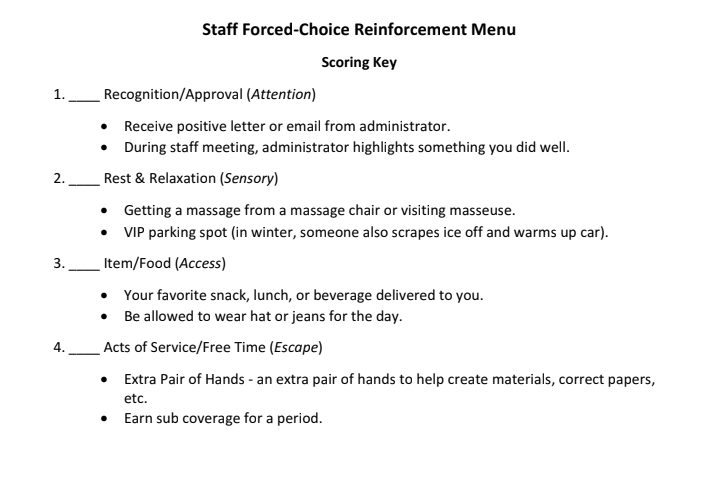 Staff Forced-Choice Reinforcement Menu
Scoring Key
1. ____ Recognition/Approval (Attention)
• Receive positive letter or email from administrator.
• During staff meeting, administrator highlights something you did well.
2. ____ Rest & Relaxation (Sensory)
• Getting a massage from a massage chair or visiting masseuse.
• VIP parking spot (in winter, someone also scrapes ice off and warms up car).
3. ____ Item/Food (Access)
• Your favorite snack, lunch, or beverage delivered to you.
• Be allowed to wear hat or jeans for the day.
4. ____ Acts of Service/Free Time (Escape)
• Extra Pair of Hands - an extra pair of hands to help create materials, correct papers,
etc.
• Earn sub coverage for a period.